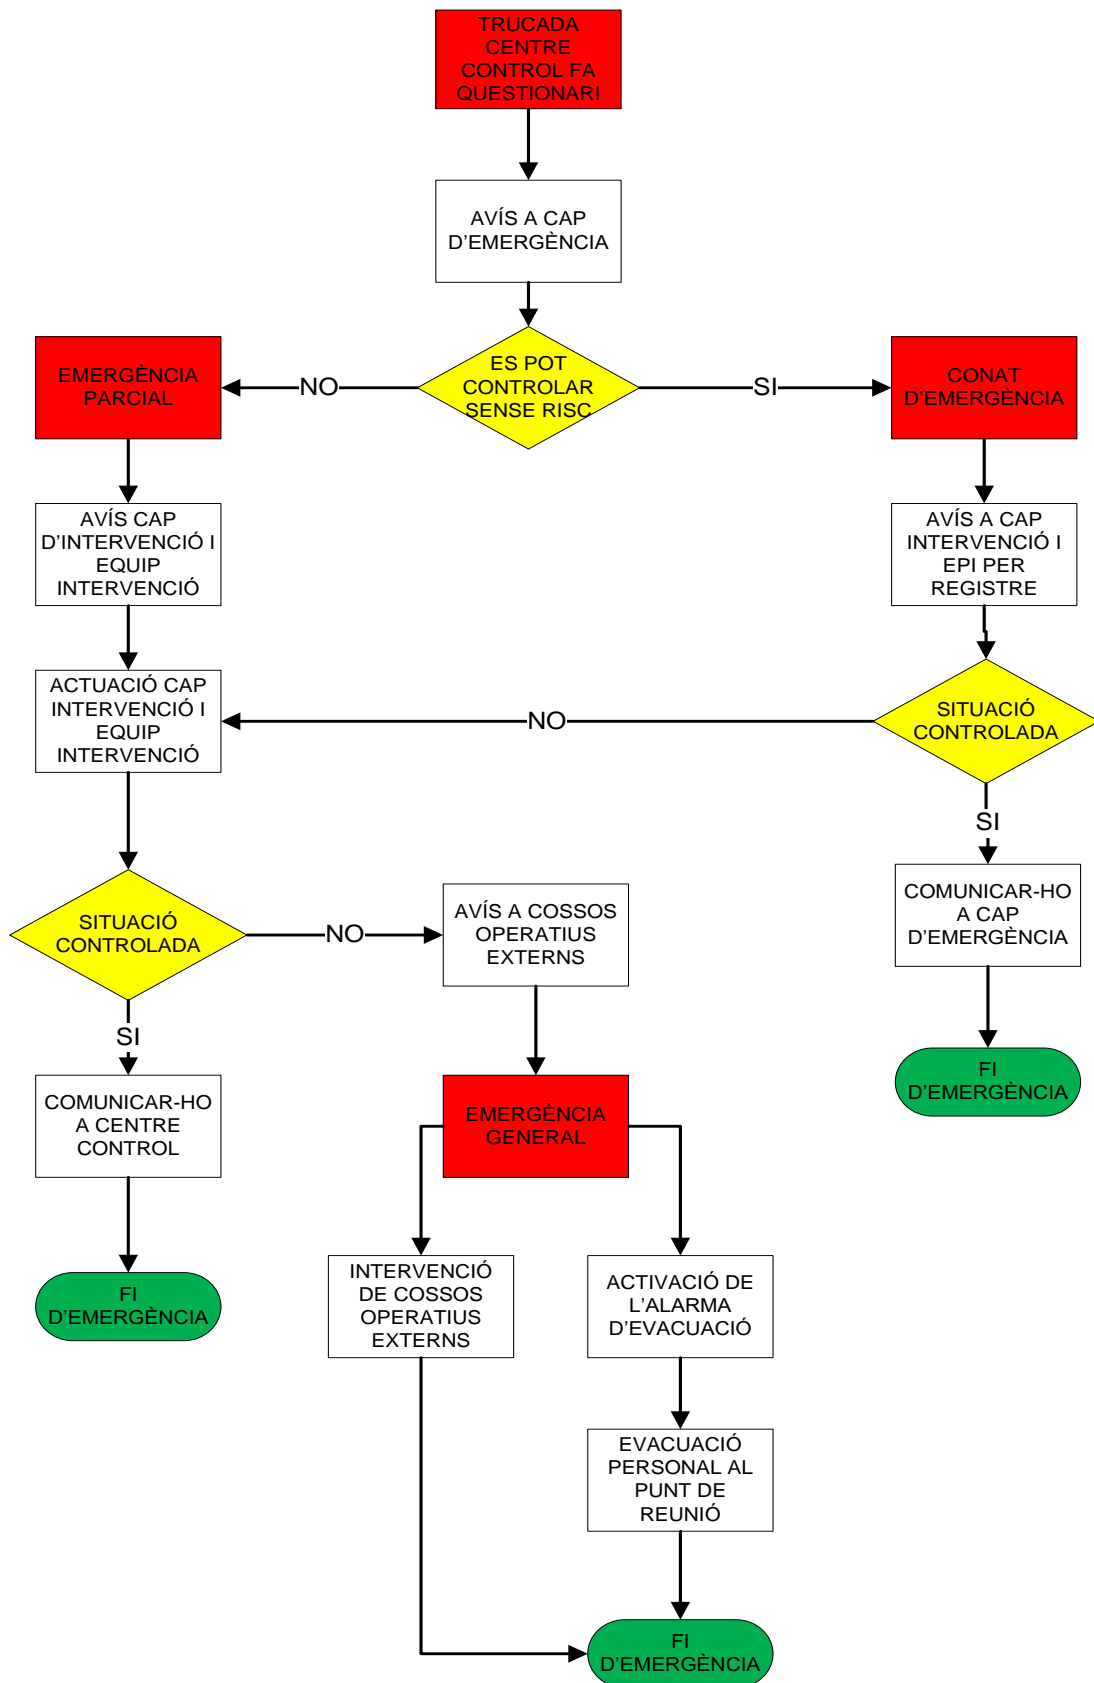 TRUCADA
CENTRE
CONTROL FA
QUESTIONARI
AVÍS A CAP
D'EMERGÈNCIA
ES POT
CONTROLAR
SENSE RISC
NO
SI
EMERGÈNCIA
PARCIAL
CONAT
D'EMERGÈNCIA
AVÍS CAP
D'INTERVENCIÓ I
EQUIP
INTERVENCIÓ
AVÍS A CAP
INTERVENCIÓ I
EPI PER
REGISTRE
ACTUACIÓ CAP
INTERVENCIÓ I
EQUIP
INTERVENCIÓ
NO
SITUACIÓ
CONTROLADA
SI
SITUACIÓ
CONTROLADA
NO
AVÍS A COSSOS
OPERATIUS
EXTERNS
COMUNICAR-HO
A CAP
D'EMERGÈNCIA
SI
FI
D'EMERGÈNCIA
COMUNICAR-HO
A CENTRE
CONTROL
EMERGÈNCIA
GENERAL
FI
D'EMERGÈNCIA
INTERVENCIÓ
DE COSSOS
OPERATIUS
EXTERNS
ACTIVACIÓ DE
L'ALARMA
D'EVACUACIÓ
EVACUACIÓ
PERSONAL AL
PUNT DE
REUNIÓ
FI
D'EMERGÈNCIA